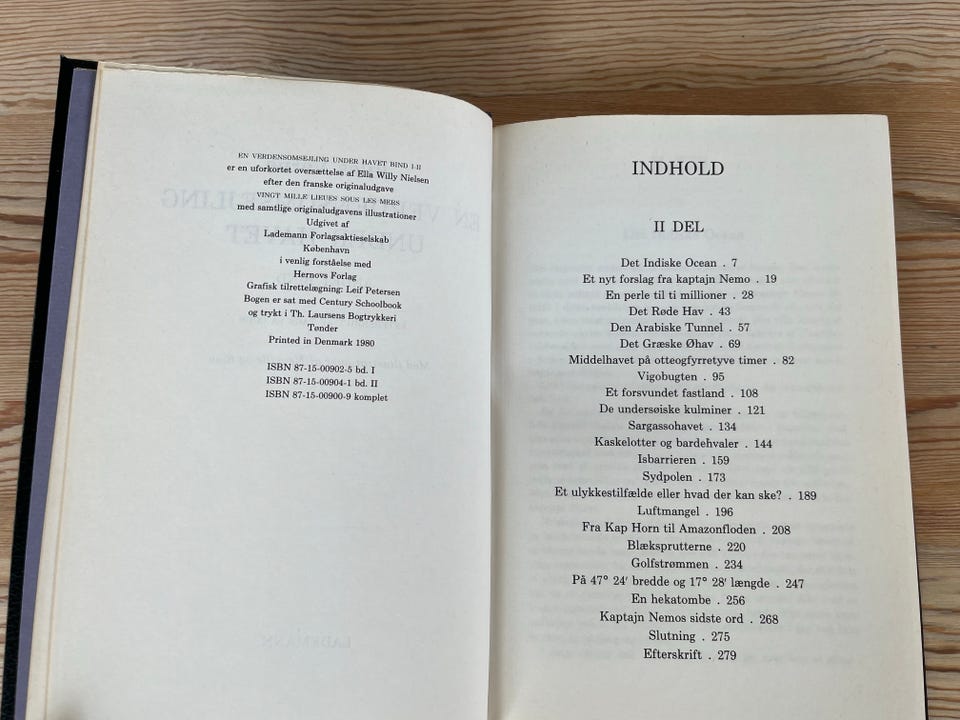 EN VERDENSOMSEJLING UNDER HAVET BIND I-II
er en uforkortet oversættelse af Ella Willy Nielsen
efter den franske originaludgave
VINGT MILLE LIEUES SOUS LES MERS
med samtlige originaludgavens illustrationer
Udgivet af
Lademann Forlagsaktieselskab
København
i venlig forståelse med
Hernovs Forlag
Grafisk tilrettelægning: Leif Petersen
Bogen er sat med Century Schoolbook
og trykt i Th. Laursens Bogtrykkeri
Tønder
Printed in Denmark 1980
ISBN 87-15-00902-5 bd. I
ISBN 87-15-00904-1 bd. II
ISBN 87-15-00900-9 komplet
INDHOLD
II DEL
Det Indiske Ocean . 7
Et nyt forslag fra kaptajn Nemo . 19
En perle til ti millioner . 28
Det Røde Hav . 43
Den Arabiske Tunnel . 57
Det Græske Øhav . 69
Middelhavet på otteogfyrretyve timer . 82
Vigobugten . 95
Et forsvundet fastland . 108
De undersøiske kulminer . 121
Sargassohavet . 134
Kaskelotter og bardehvaler . 144
Isbarrieren . 159
Sydpolen . 173
Et ulykkestilfælde eller hvad der kan ske? . 189
Luftmangel . 196
Fra Kap Horn til Amazonfloden . 208
Blæksprutterne . 220
Golfstrømmen . 234
På 47° 24′ bredde og 17° 28′ længde . 247
En hekatombe . 256
Kaptajn Nemos sidste ord . 268
Slutning . 275
Efterskrift . 279